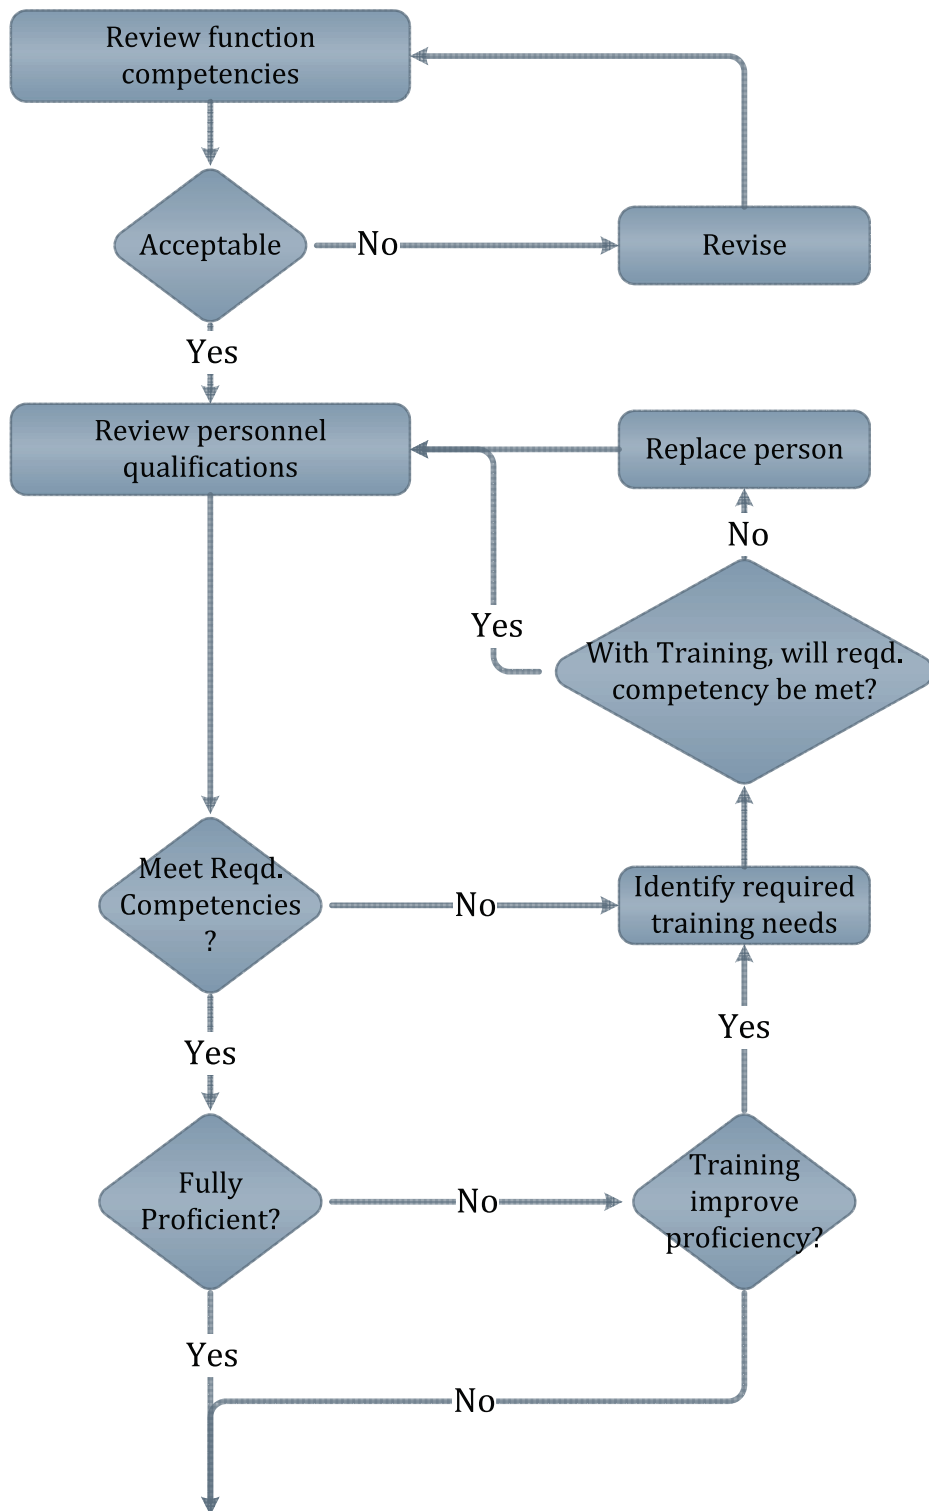 Review function
competencies
Acceptable
No
Revise
Yes
Review personnel
qualifications
Replace person
No
Yes
With Training, will reqd.
competency be met?
Meet Reqd.
Competencies
?
No
Identify required
training needs
Yes
Yes
Fully
Proficient?
No
Training
improve
proficiency?
Yes
No